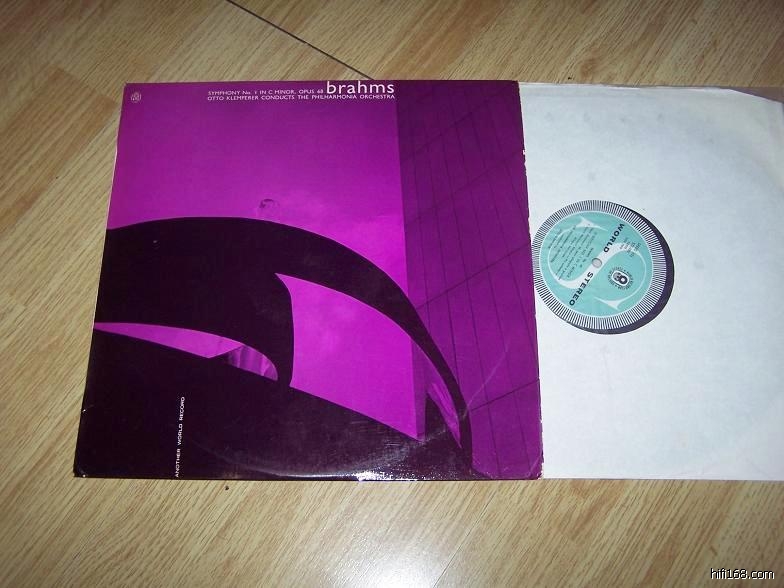 brahms
SYMPHONY No. 1 IN C MINOR, OPUS 68
OTTO KLEMPERER CONDUCTS THE PHILHARMONIA ORCHESTRA
ANOTHER WORLD RECORD
WORLD STEREO
hifi168.com